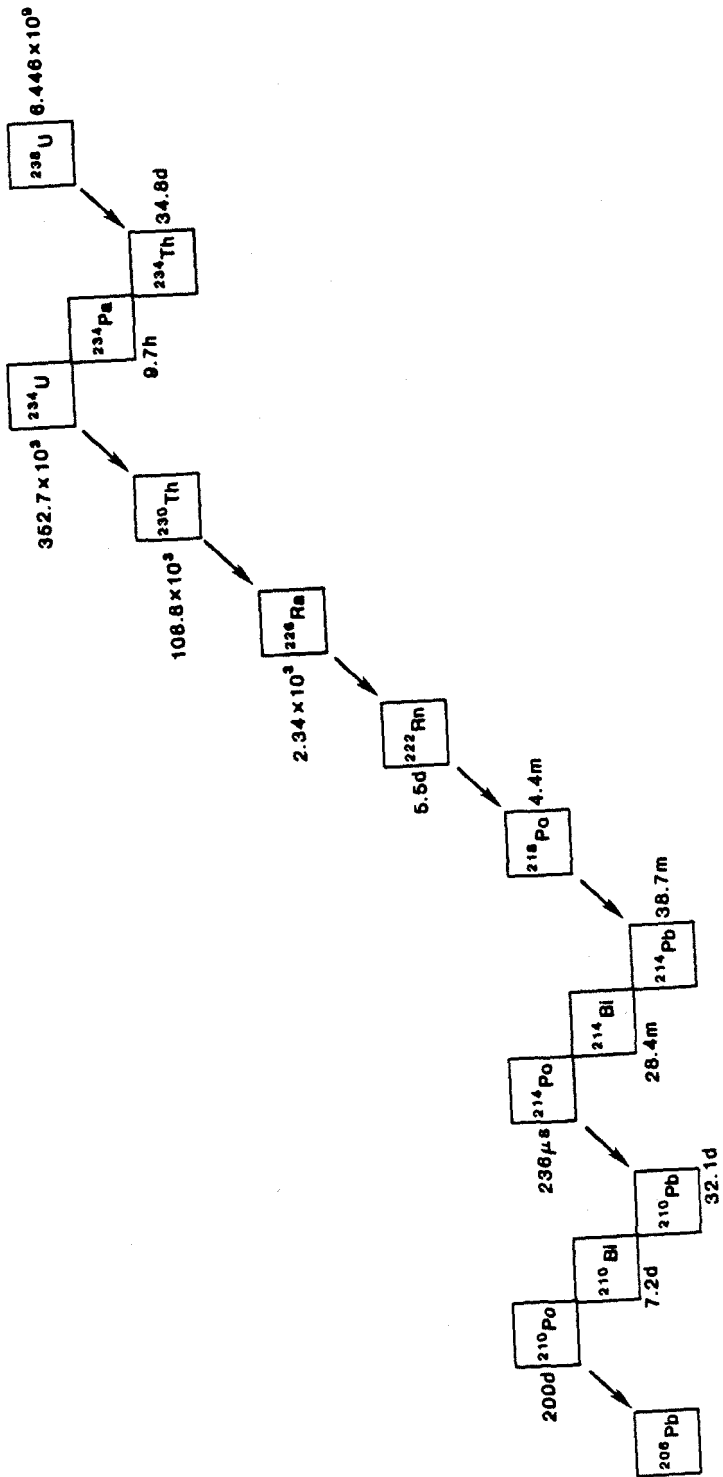 ²³⁸U
6.446×10⁹
²³⁴Th
34.8d
²³⁴Pa
9.7h
²³⁴U
352.7×10³
²³⁰Th
108.8×10³
²²⁶Ra
2.34×10³
²²²Rn
5.5d
²¹⁸Po
4.4m
²¹⁴Pb
38.7m
²¹⁴Bi
28.4m
²¹⁴Po
236μs
²¹⁰Pb
32.1d
²¹⁰Bi
7.2d
²¹⁰Po
200d
²⁰⁶Pb